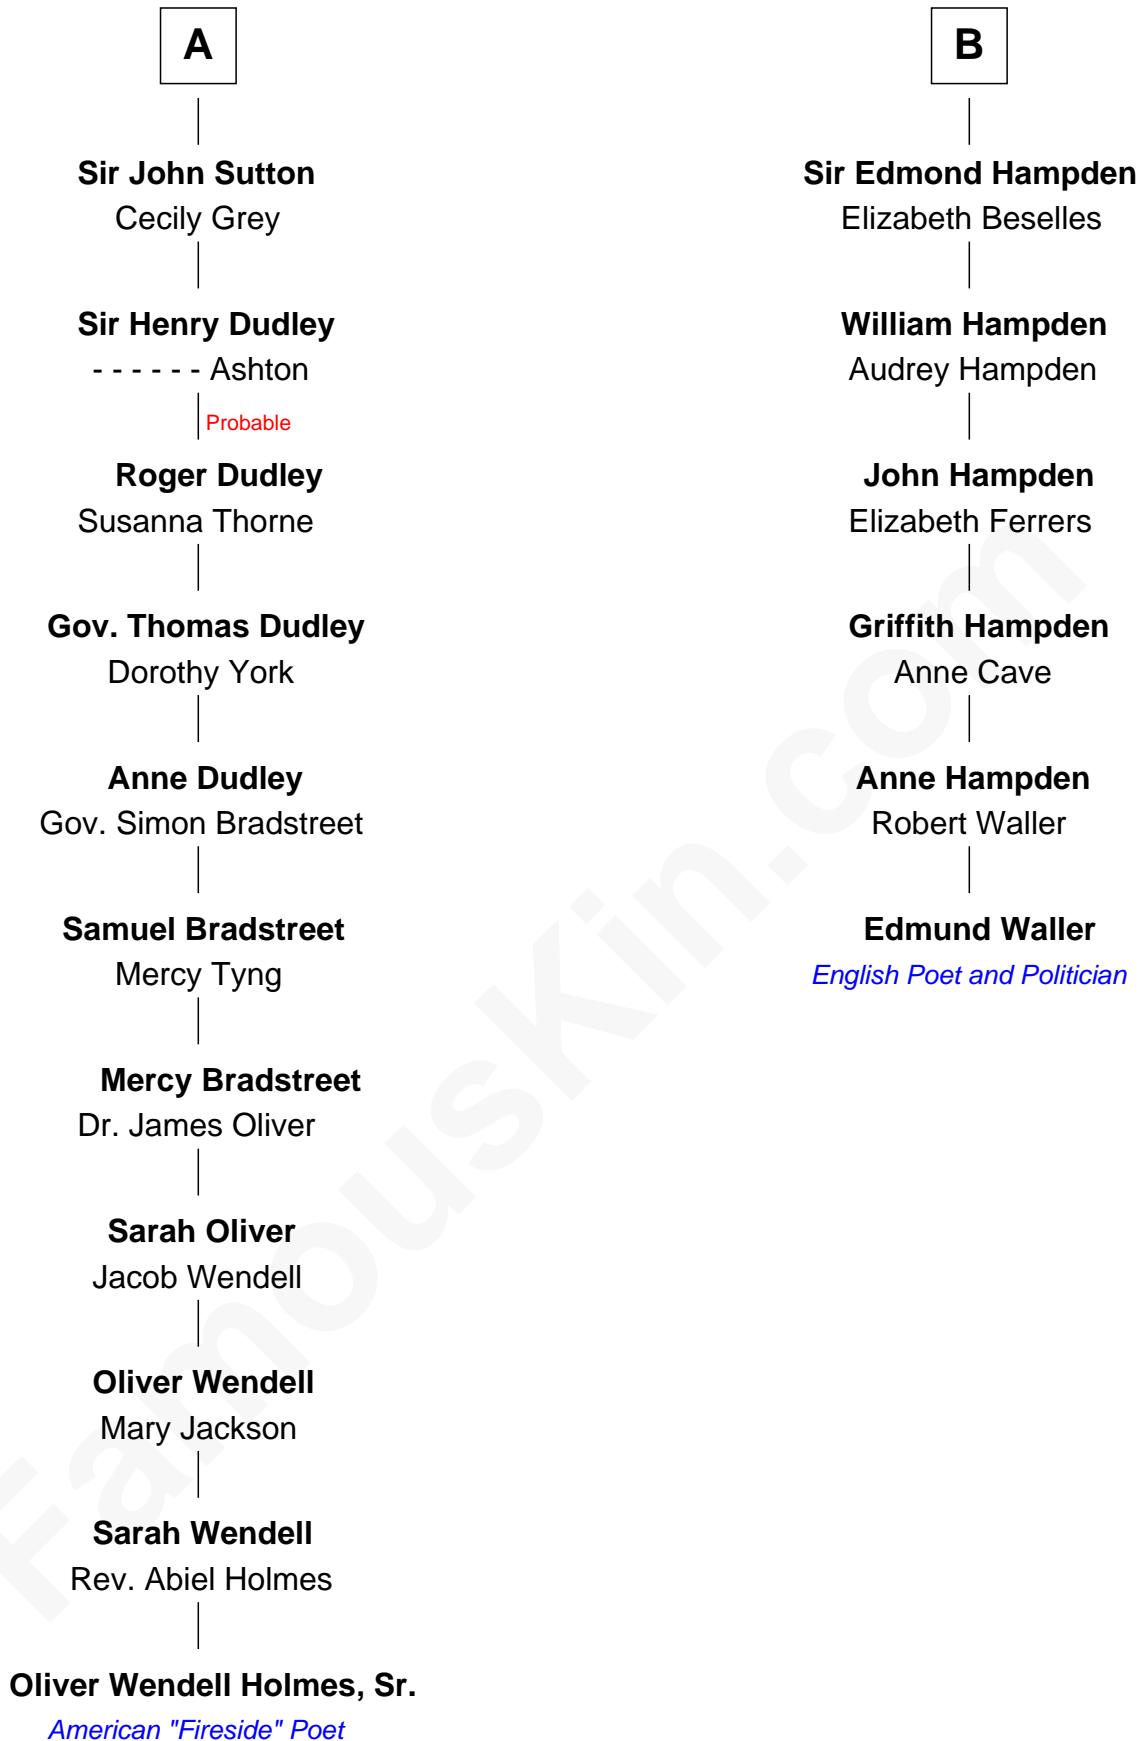 A
Sir John Sutton
Cecily Grey
Sir Henry Dudley
- - - - - - Ashton
Probable
Roger Dudley
Susanna Thorne
Gov. Thomas Dudley
Dorothy York
Anne Dudley
Gov. Simon Bradstreet
Samuel Bradstreet
Mercy Tyng
Mercy Bradstreet
Dr. James Oliver
Sarah Oliver
Jacob Wendell
Oliver Wendell
Mary Jackson
Sarah Wendell
Rev. Abiel Holmes
Oliver Wendell Holmes, Sr.
American "Fireside" Poet
B
Sir Edmond Hampden
Elizabeth Beselles
William Hampden
Audrey Hampden
John Hampden
Elizabeth Ferrers
Griffith Hampden
Anne Cave
Anne Hampden
Robert Waller
Edmund Waller
English Poet and Politician
FamousKin.com